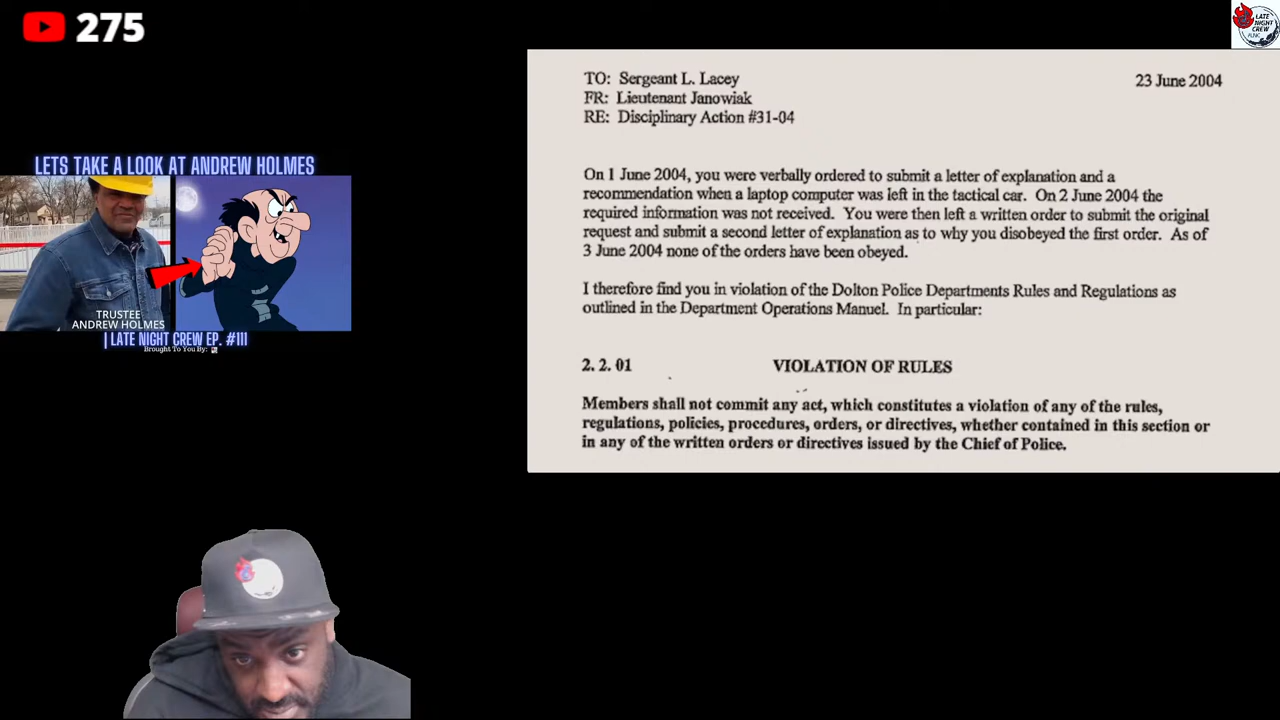 275
LATE
NIGHT
CREW
LETS TAKE A LOOK AT ANDREW HOLMES
TRUSTEE
ANDREW HOLMES
| LATE NIGHT CREW EP. #111
Brought To You By:
TO: Sergeant L. Lacey
23 June 2004
FR: Lieutenant Janowiak
RE: Disciplinary Action #31-04
On 1 June 2004, you were verbally ordered to submit a letter of explanation and a
recommendation when a laptop computer was left in the tactical car. On 2 June 2004 the
required information was not received. You were then left a written order to submit the original
request and submit a second letter of explanation as to why you disobeyed the first order. As of
3 June 2004 none of the orders have been obeyed.
I therefore find you in violation of the Dolton Police Departments Rules and Regulations as
outlined in the Department Operations Manuel. In particular:
2. 2. 01 VIOLATION OF RULES
Members shall not commit any act, which constitutes a violation of any of the rules,
regulations, policies, procedures, orders, or directives, whether contained in this section or
in any of the written orders or directives issued by the Chief of Police.